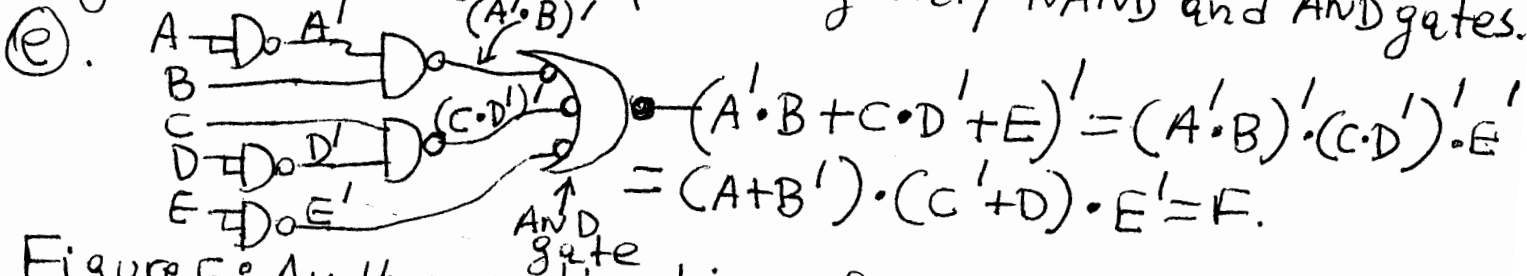 NAND and AND gates.
(e). A A' (A'•B)'
B
C (C•D')' (A'•B+C•D'+E)'=(A'•B)'•(C•D')'•E'
D D'
E E' AND gate =(A+B')•(C'+D)•E'=F.